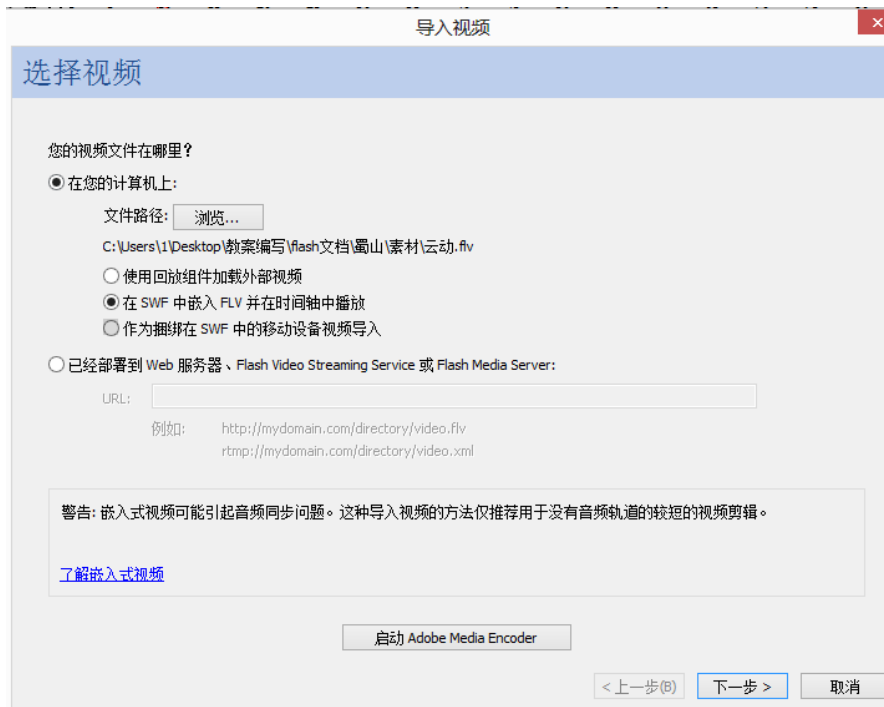 导入视频
选择视频
您的视频文件在哪里？
在您的计算机上:
文件路径: 浏览...
C:\Users\1\Desktop\教案编写\flash文档\蜀山\素材\云动.flv
使用回放组件加载外部视频
在 SWF 中嵌入 FLV 并在时间轴中播放
作为捆绑在 SWF 中的移动设备视频导入
已经部署到 Web 服务器、Flash Video Streaming Service 或 Flash Media Server:
URL:
例如: http://mydomain.com/directory/video.flv
rtmp://mydomain.com/directory/video.xml
警告: 嵌入式视频可能引起音频同步问题。这种导入视频的方法仅推荐用于没有音频轨道的较短的视频剪辑。
了解嵌入式视频
启动 Adobe Media Encoder
< 上一步(B) 下一步 > 取消